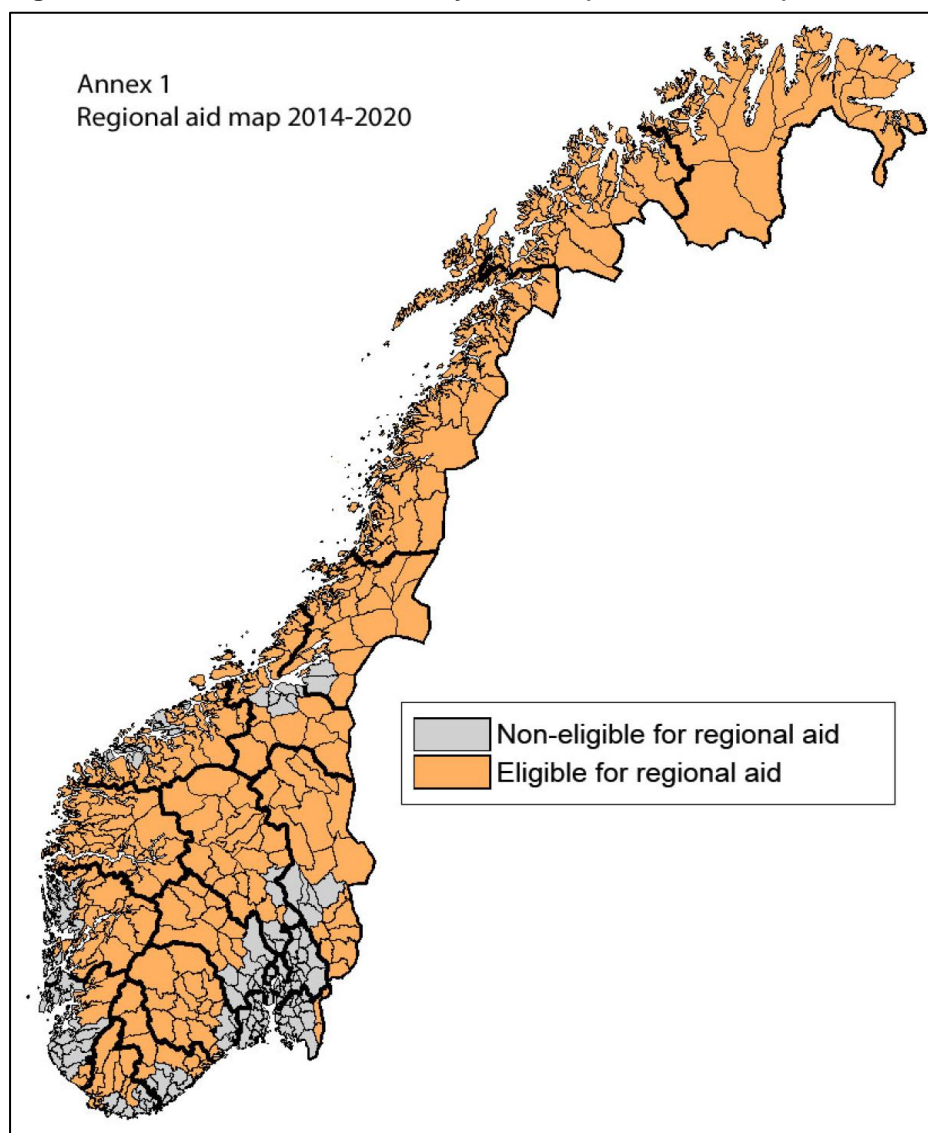 Annex 1
Regional aid map 2014-2020
Non-eligible for regional aid
Eligible for regional aid